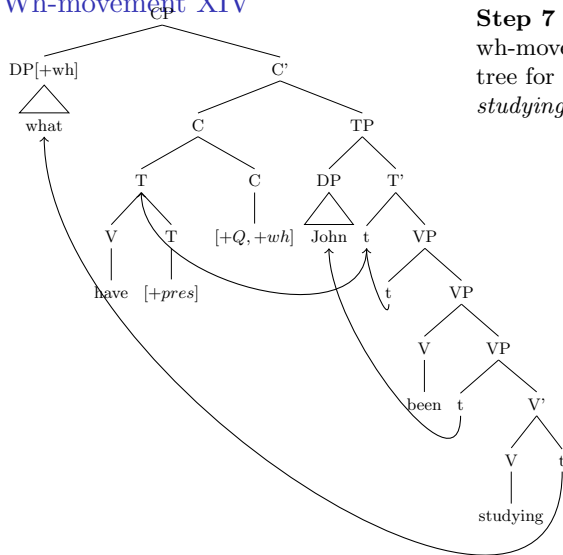 Wh-movement XIV
CP
Step 7
wh-move
tree for
studying
DP[+wh]
C'
what
C
TP
T
C
DP
T'
V
T
[+Q, +wh]
John
t
VP
have
[+pres]
t
VP
V
VP
been
t
V'
V
t
studying